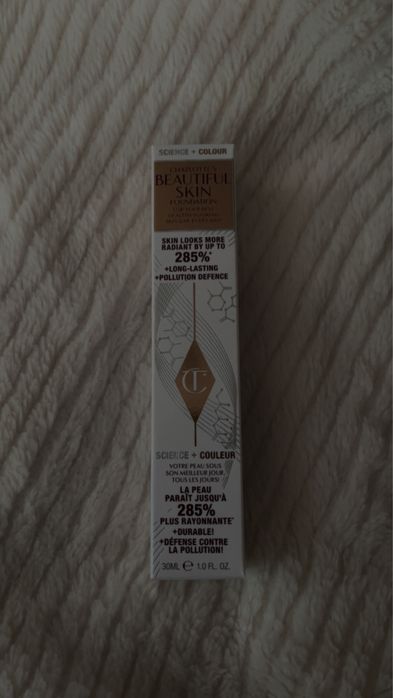 SCIENCE + COLOUR
CHARLOTTE'S
BEAUTIFUL
SKIN
FOUNDATION
SKIN LOOKS MORE
RADIANT BY UP TO
285%*
+LONG-LASTING
+POLLUTION DEFENCE
CT
SCIENCE + COULEUR
VOTRE PEAU SOUS
SON MEILLEUR JOUR,
TOUS LES JOURS!
LA PEAU
PARAÎT JUSQU'À
285%
PLUS RAYONNANTE*
+DURABLE!
+DÉFENSE CONTRE
LA POLLUTION!
30ML ℮ 1.0 FL. OZ.